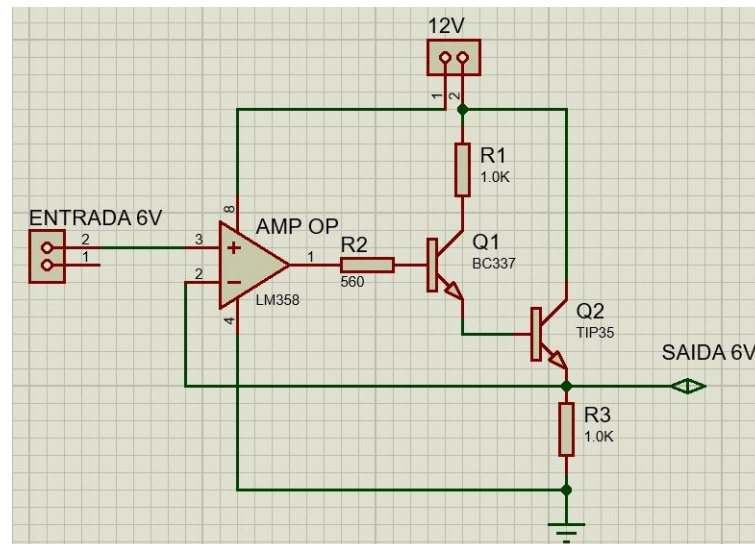 12V
1
2
R1
1.0K
ENTRADA 6V
2
1
3
2
8
4
AMP OP
LM358
1
R2
560
Q1
BC337
Q2
TIP35
SAIDA 6V
R3
1.0K